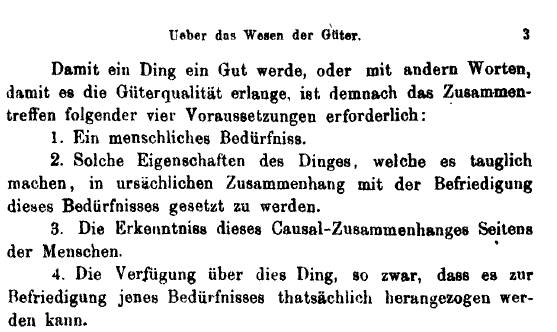 Ueber das Wesen der Güter. 3
Damit ein Ding ein Gut werde, oder mit andern Worten,
damit es die Güterqualität erlange, ist demnach das Zusammen-
treffen folgender vier Voraussetzungen erforderlich:
1. Ein menschliches Bedürfniss.
2. Solche Eigenschaften des Dinges, welche es tauglich
machen, in ursächlichen Zusammenhang mit der Befriedigung
dieses Bedürfnisses gesetzt zu werden.
3. Die Erkenntniss dieses Causal-Zusammenhanges Seitens
der Menschen.
4. Die Verfügung über dies Ding, so zwar, dass es zur
Befriedigung jenes Bedürfnisses thatsächlich herangezogen wer-
den kann.